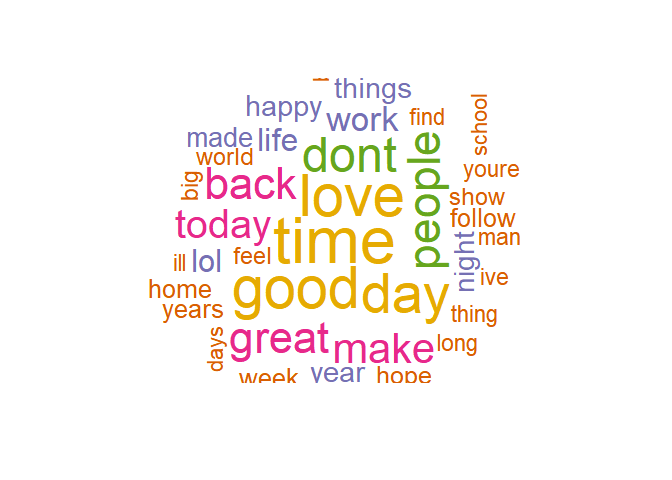 things
happy
work
find
school
made
life
dont
people
world
youre
big
back
love
show
today
follow
time
man
night
ill
lol
feel
ive
home
good
day
years
thing
great
make
long
days
week
year
hope